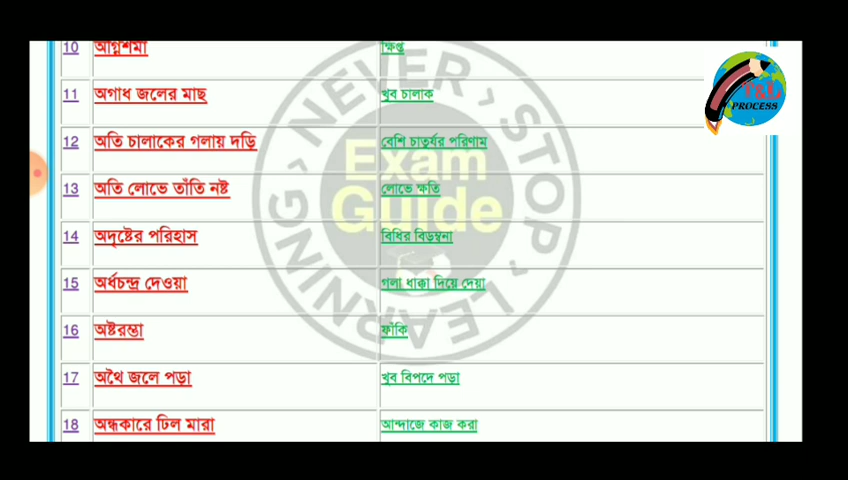 10 অগ্নিশর্মা ক্ষিপ্ত
11 অগাধ জলের মাছ খুব চালাক
12 অতি চালাকের গলায় দড়ি বেশি চাতুর্যর পরিণাম
13 অতি লোভে তাঁতি নষ্ট লোভে ক্ষতি
14 অদৃষ্টের পরিহাস বিধির বিড়ম্বনা
15 অর্ধচন্দ্র দেওয়া গলা ধাক্কা দিয়ে দেয়া
16 অষ্টরম্ভা ফাঁকি
17 অথৈ জলে পড়া খুব বিপদে পড়া
18 অন্ধকারে ঢিল মারা আন্দাজে কাজ করা
T&L
PROCESS
NEVER STOP LEARNING
Exam
Guide